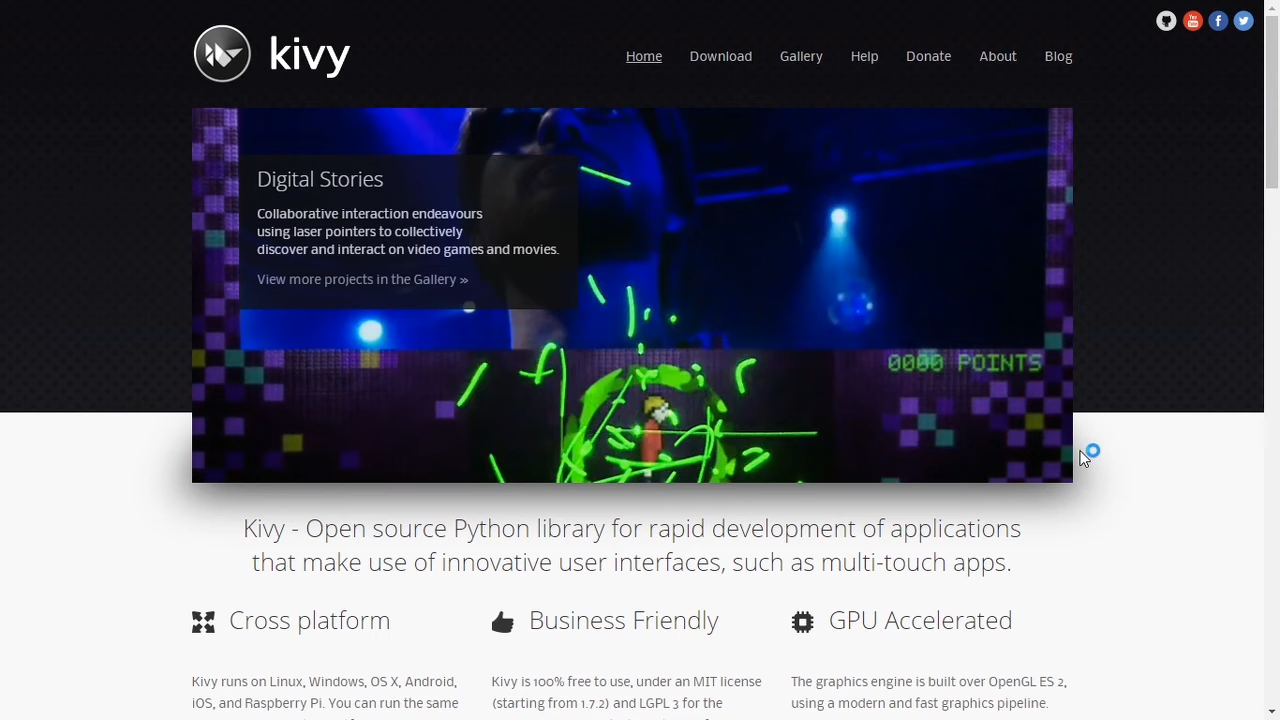 kivy
Home Download Gallery Help Donate About Blog
Digital Stories
Collaborative interaction endeavours
using laser pointers to collectively
discover and interact on video games and movies.
View more projects in the Gallery »
0000 POINTS
Kivy - Open source Python library for rapid development of applications
that make use of innovative user interfaces, such as multi-touch apps.
Cross platform
Kivy runs on Linux, Windows, OS X, Android,
iOS, and Raspberry Pi. You can run the same
Business Friendly
Kivy is 100% free to use, under an MIT license
(starting from 1.7.2) and LGPL 3 for the
GPU Accelerated
The graphics engine is built over OpenGL ES 2,
using a modern and fast graphics pipeline.